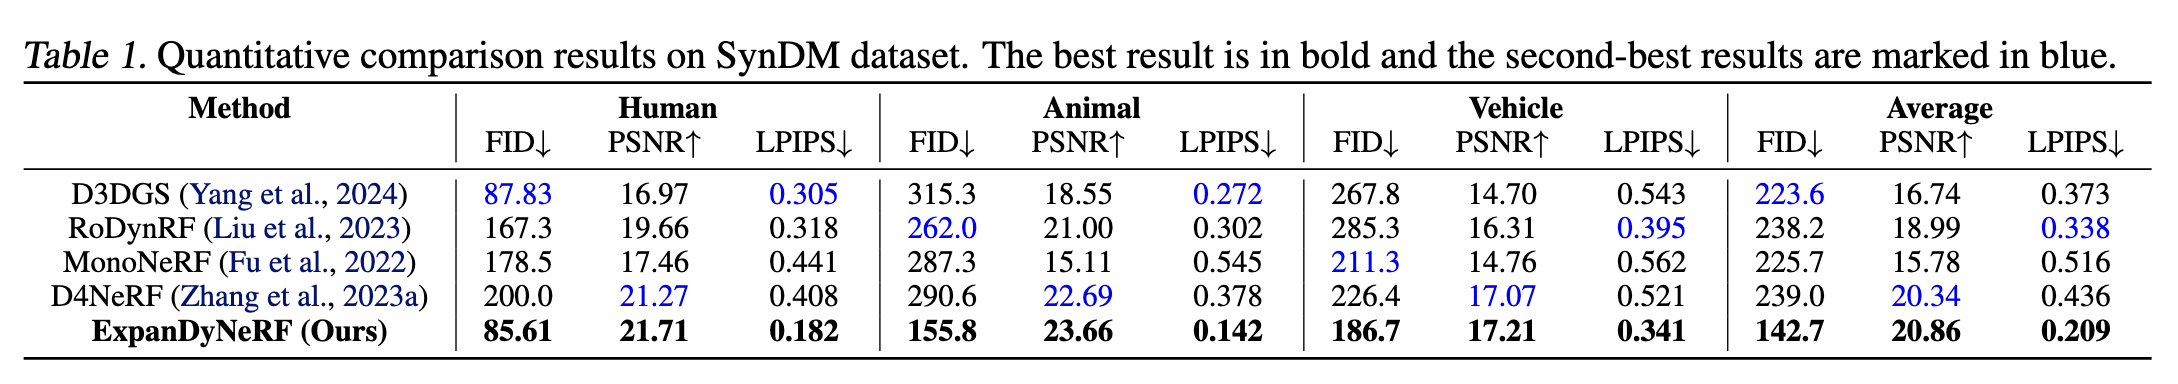 Table 1. Quantitative comparison results on SynDM dataset. The best result is in bold and the second-best results are marked in blue.
Method Human Animal Vehicle Average
FID↓ PSNR↑ LPIPS↓ FID↓ PSNR↑ LPIPS↓ FID↓ PSNR↑ LPIPS↓ FID↓ PSNR↑ LPIPS↓
D3DGS (Yang et al., 2024) 87.83 16.97 0.305 315.3 18.55 0.272 267.8 14.70 0.543 223.6 16.74 0.373
RoDynRF (Liu et al., 2023) 167.3 19.66 0.318 262.0 21.00 0.302 285.3 16.31 0.395 238.2 18.99 0.338
MonoNeRF (Fu et al., 2022) 178.5 17.46 0.441 287.3 15.11 0.545 211.3 14.76 0.562 225.7 15.78 0.516
D4NeRF (Zhang et al., 2023a) 200.0 21.27 0.408 290.6 22.69 0.378 226.4 17.07 0.521 239.0 20.34 0.436
ExpanDyNeRF (Ours) 85.61 21.71 0.182 155.8 23.66 0.142 186.7 17.21 0.341 142.7 20.86 0.209